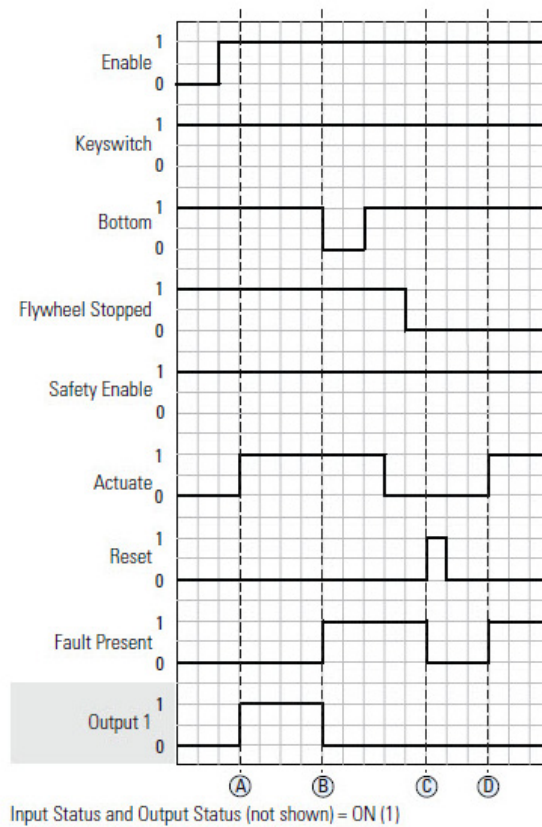 Enable
1
0
Keyswitch
1
0
Bottom
1
0
Flywheel Stopped
1
0
Safety Enable
1
0
Actuate
1
0
Reset
1
0
Fault Present
1
0
Output 1
1
0
A B C D
Input Status and Output Status (not shown) = ON (1)